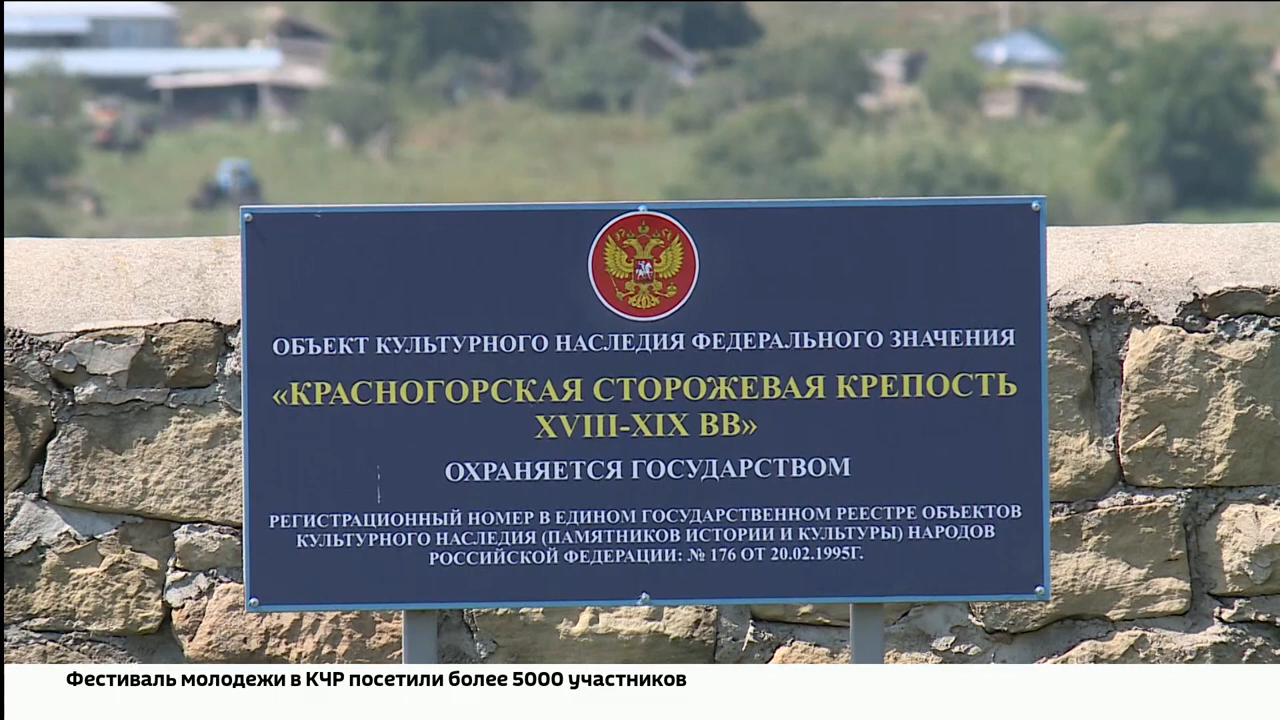 ОБЪЕКТ КУЛЬТУРНОГО НАСЛЕДИЯ ФЕДЕРАЛЬНОГО ЗНАЧЕНИЯ
«КРАСНОГОРСКАЯ СТОРОЖЕВАЯ КРЕПОСТЬ
XVIII-XIX ВВ»
ОХРАНЯЕТСЯ ГОСУДАРСТВОМ
РЕГИСТРАЦИОННЫЙ НОМЕР В ЕДИНОМ ГОСУДАРСТВЕННОМ РЕЕСТРЕ ОБЪЕКТОВ
КУЛЬТУРНОГО НАСЛЕДИЯ (ПАМЯТНИКОВ ИСТОРИИ И КУЛЬТУРЫ) НАРОДОВ
РОССИЙСКОЙ ФЕДЕРАЦИИ: № 176 ОТ 20.02.1995Г.
Фестиваль молодежи в КЧР посетили более 5000 участников